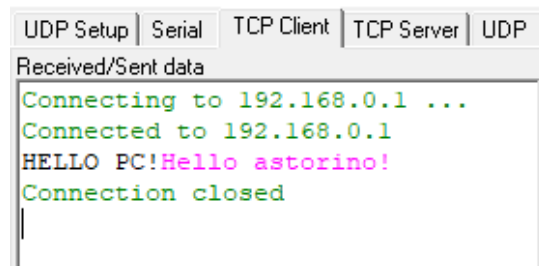 UDP Setup Serial TCP Client TCP Server UDP
Received/Sent data
Connecting to 192.168.0.1 ...
Connected to 192.168.0.1
HELLO PC!Hello astorino!
Connection closed